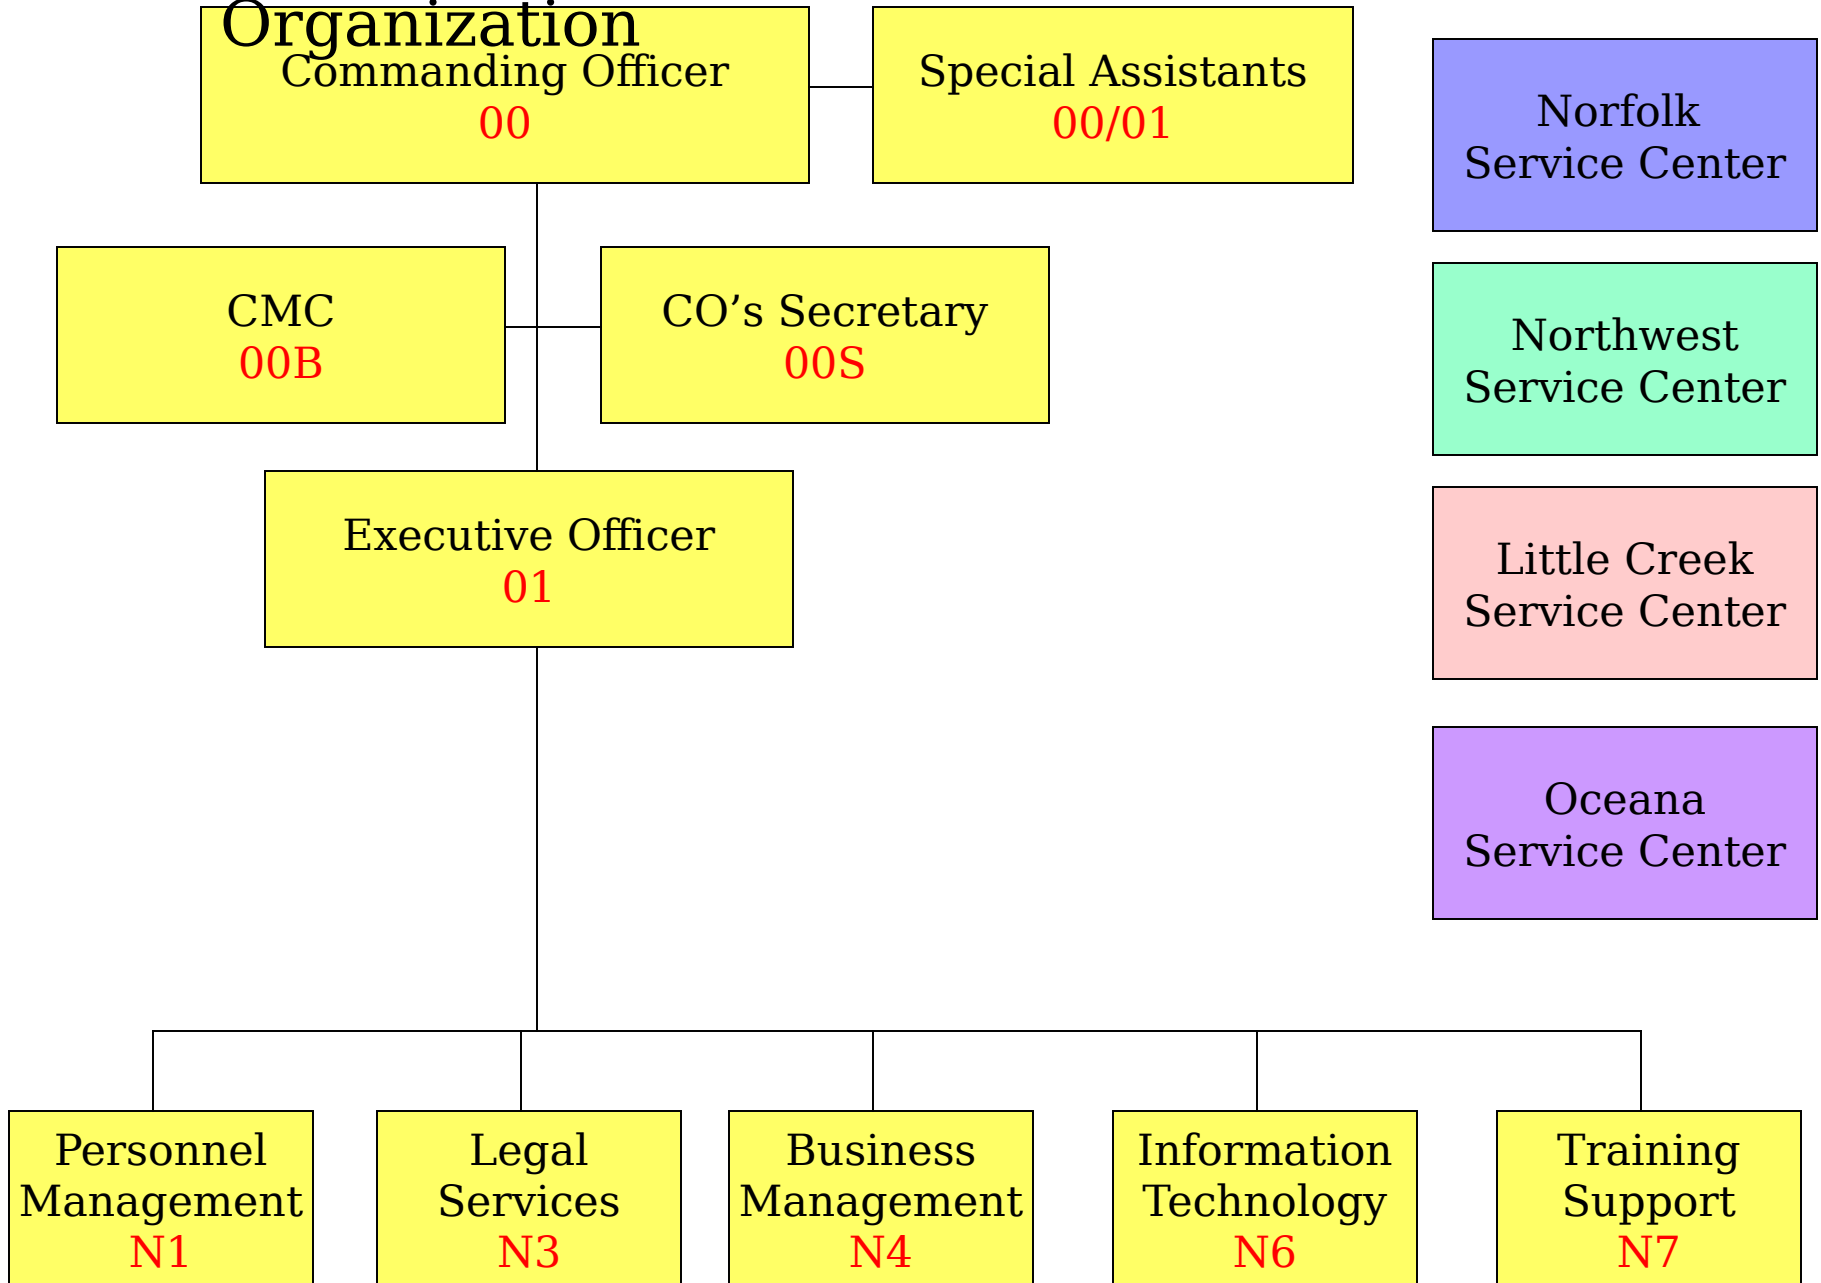 Organization
Commanding Officer
00
Special Assistants
00/01
Norfolk
Service Center
CMC
00B
CO’s Secretary
00S
Northwest
Service Center
Executive Officer
01
Little Creek
Service Center
Oceana
Service Center
Personnel
Management
N1
Legal
Services
N3
Business
Management
N4
Information
Technology
N6
Training
Support
N7